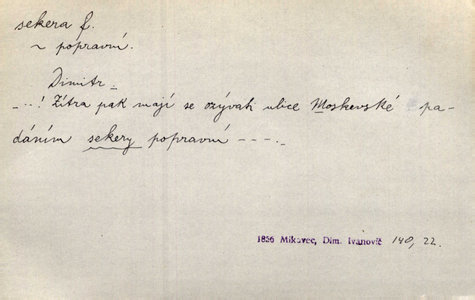 sekera f.
~ popravní.
Dimitr _
_ . . ! Zítra pak mají se ozývati ulice Moskevské pa-
dáním sekery popravní - - - . _
1856 Mikovec, Dim. Ivanovič 140, 22.